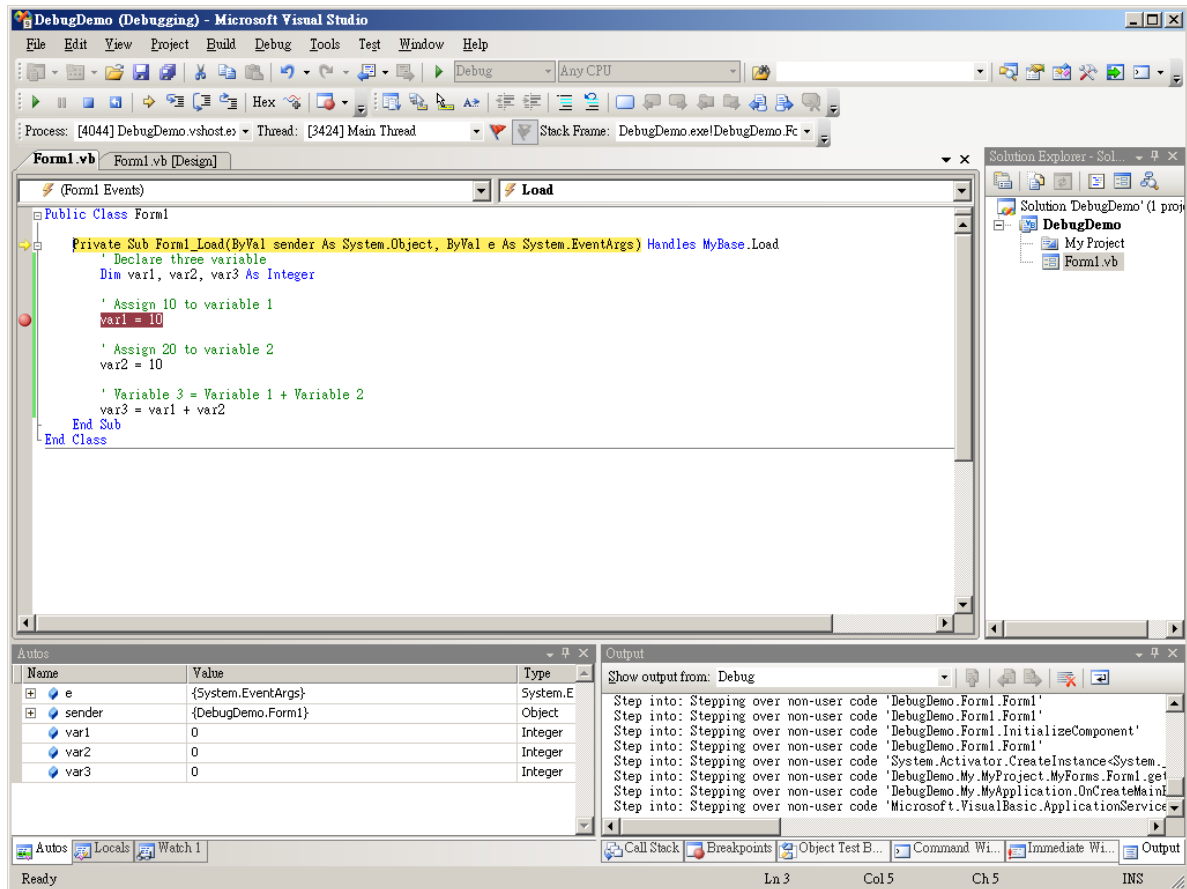 DebugDemo (Debugging) - Microsoft Visual Studio
File Edit View Project Build Debug Tools Test Window Help
Debug Any CPU
Hex
Process: [4044] DebugDemo.vshost.ex Thread: [3424] Main Thread Stack Frame: DebugDemo.exe!DebugDemo.Fc
Form1.vb Form1.vb [Design]
(Form1 Events) Load
Public Class Form1
Private Sub Form1_Load(ByVal sender As System.Object, ByVal e As System.EventArgs) Handles MyBase.Load
' Declare three variable
Dim var1, var2, var3 As Integer
' Assign 10 to variable 1
var1 = 10
' Assign 20 to variable 2
var2 = 10
' Variable 3 = Variable 1 + Variable 2
var3 = var1 + var2
End Sub
End Class
Solution Explorer - Sol...
Solution 'DebugDemo' (1 proje
DebugDemo
My Project
Form1.vb
Autos
Name Value Type
e {System.EventArgs} System.E
sender {DebugDemo.Form1} Object
var1 0 Integer
var2 0 Integer
var3 0 Integer
Autos Locals Watch 1
Output
Show output from: Debug
Step into: Stepping over non-user code 'DebugDemo.Form1.Form1'
Step into: Stepping over non-user code 'DebugDemo.Form1.Form1'
Step into: Stepping over non-user code 'DebugDemo.Form1.InitializeComponent'
Step into: Stepping over non-user code 'DebugDemo.Form1.Form1'
Step into: Stepping over non-user code 'System.Activator.CreateInstance<System._
Step into: Stepping over non-user code 'DebugDemo.My.MyProject.MyForms.Form1.get
Step into: Stepping over non-user code 'DebugDemo.My.MyApplication.OnCreateMainF
Step into: Stepping over non-user code 'Microsoft.VisualBasic.ApplicationService
Call Stack Breakpoints Object Test B... Command Wi... Immediate Wi... Output
Ready Ln 3 Col 5 Ch 5 INS